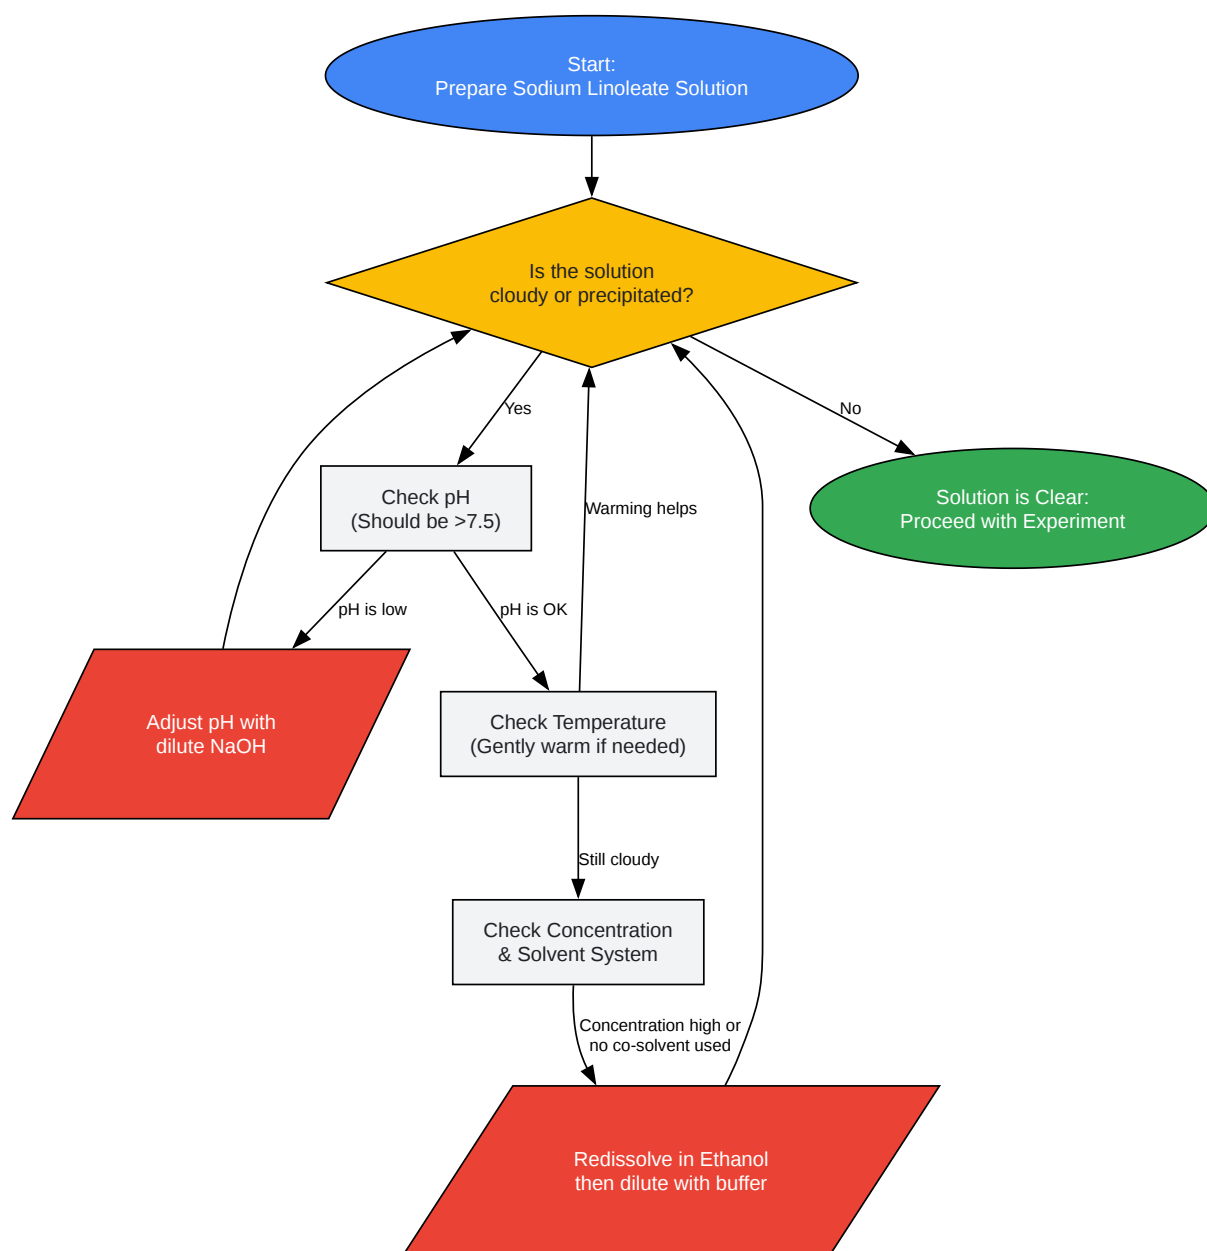 Start:
Prepare Sodium Linoleate Solution
Is the solution
cloudy or precipitated?
Yes
No
Check pH
(Should be >7.5)
Warming helps
Solution is Clear:
Proceed with Experiment
pH is low
pH is OK
Adjust pH with
dilute NaOH
Check Temperature
(Gently warm if needed)
Still cloudy
Check Concentration
& Solvent System
Concentration high or
no co-solvent used
Redissolve in Ethanol
then dilute with buffer